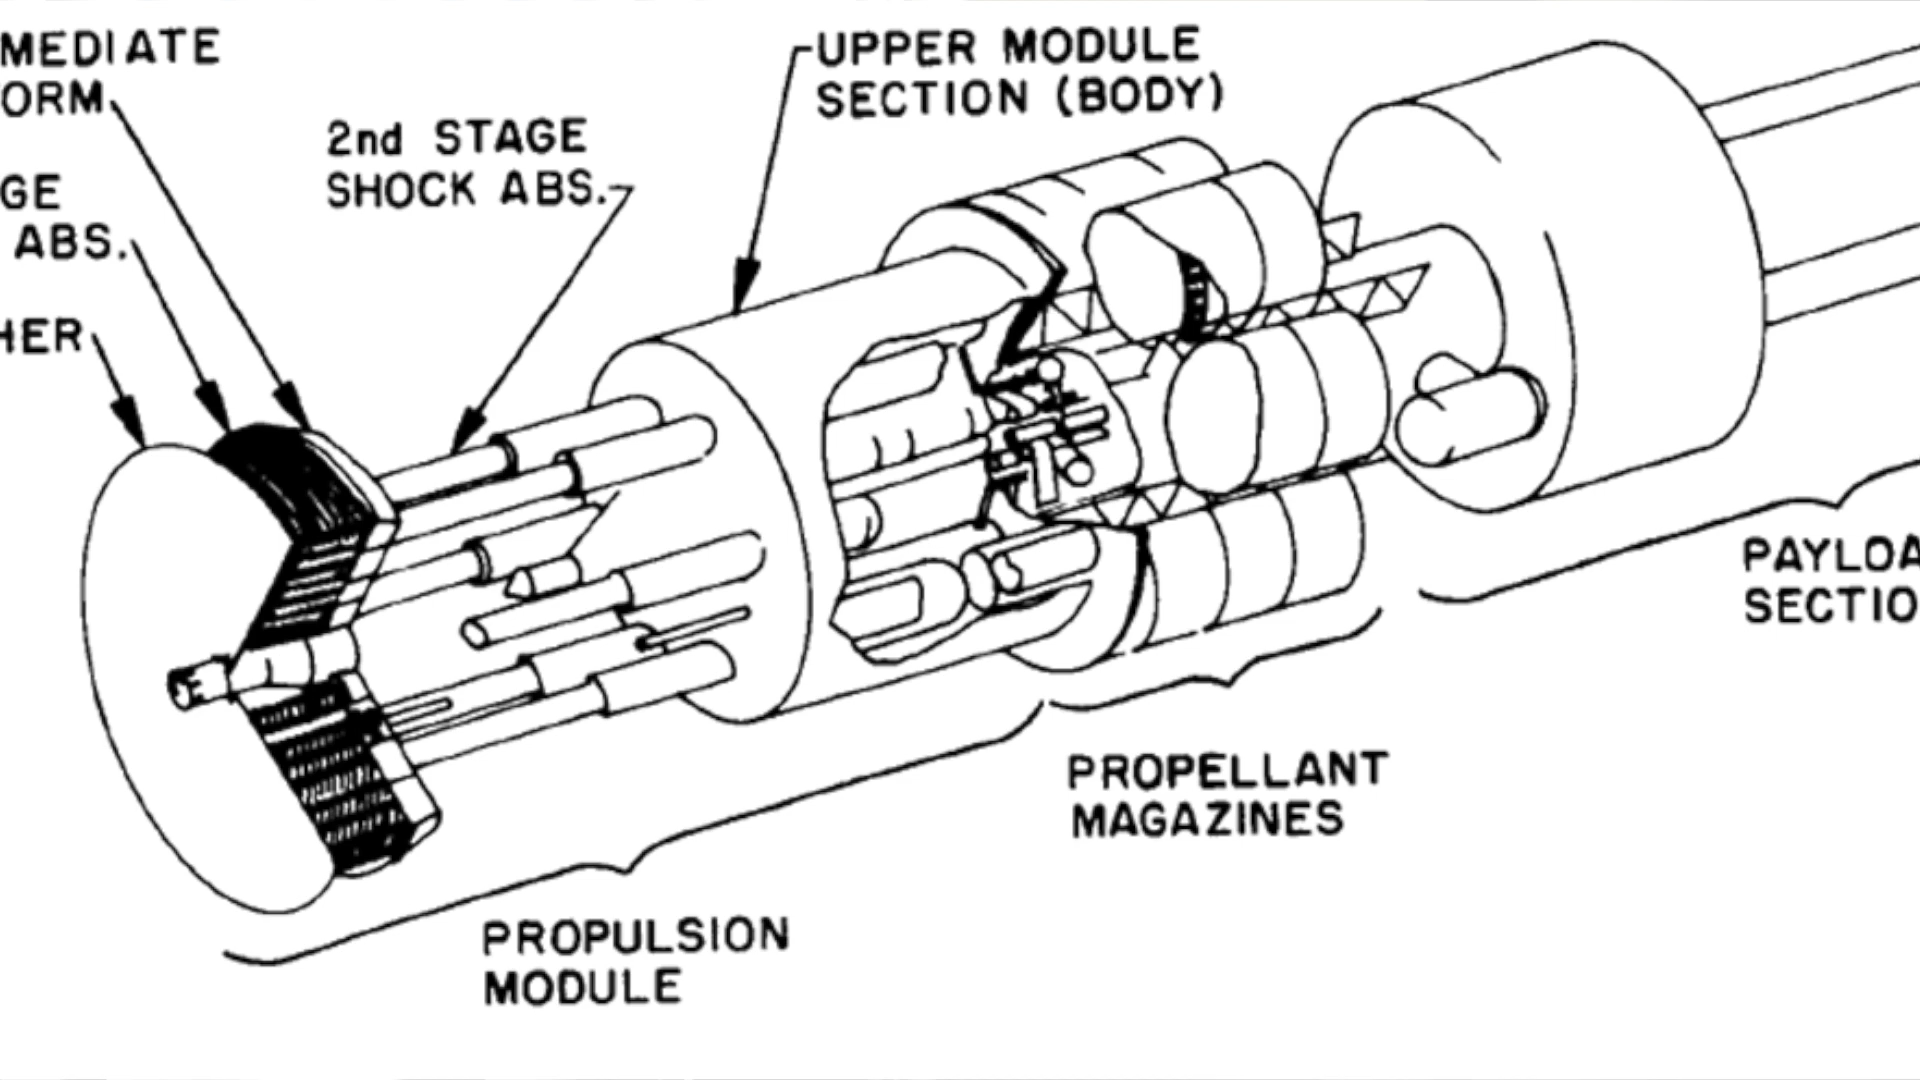 MEDIATE
ORM
GE
ABS.
HER
2nd STAGE
SHOCK ABS.
UPPER MODULE
SECTION (BODY)
PAYLOA
SECTIO
PROPELLANT
MAGAZINES
PROPULSION
MODULE